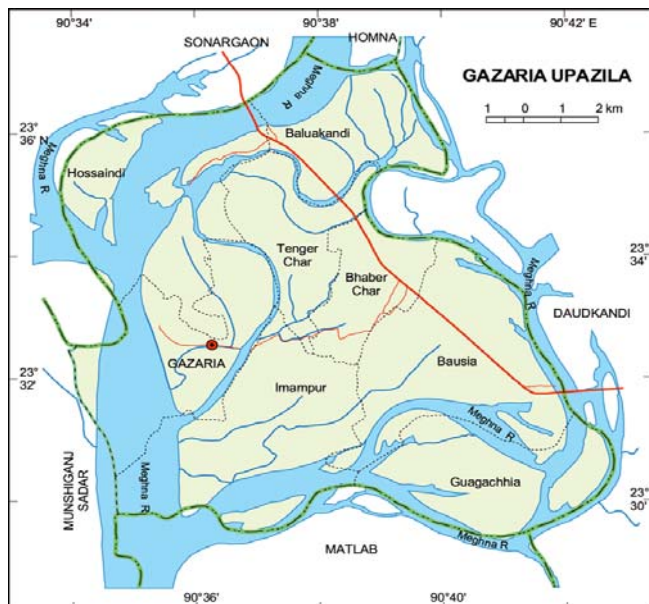 90°34'
90°38'
90°42' E
SONARGAON
HOMNA
GAZARIA UPAZILA
1 0 1 2 km
Meghna R.
23°
36'
N
Baluakandi
Meghna R.
Hossaindi
Tenger
Char
Bhaber
Char
23°
34'
Meghna R.
DAUDKANDI
GAZARIA
23°
32'
Imampur
Bausia
Meghna R.
MUNSHIGANJ
SADAR
Meghna R.
Guagachhia
23°
30'
Meghna R.
MATLAB
90°36'
90°40'